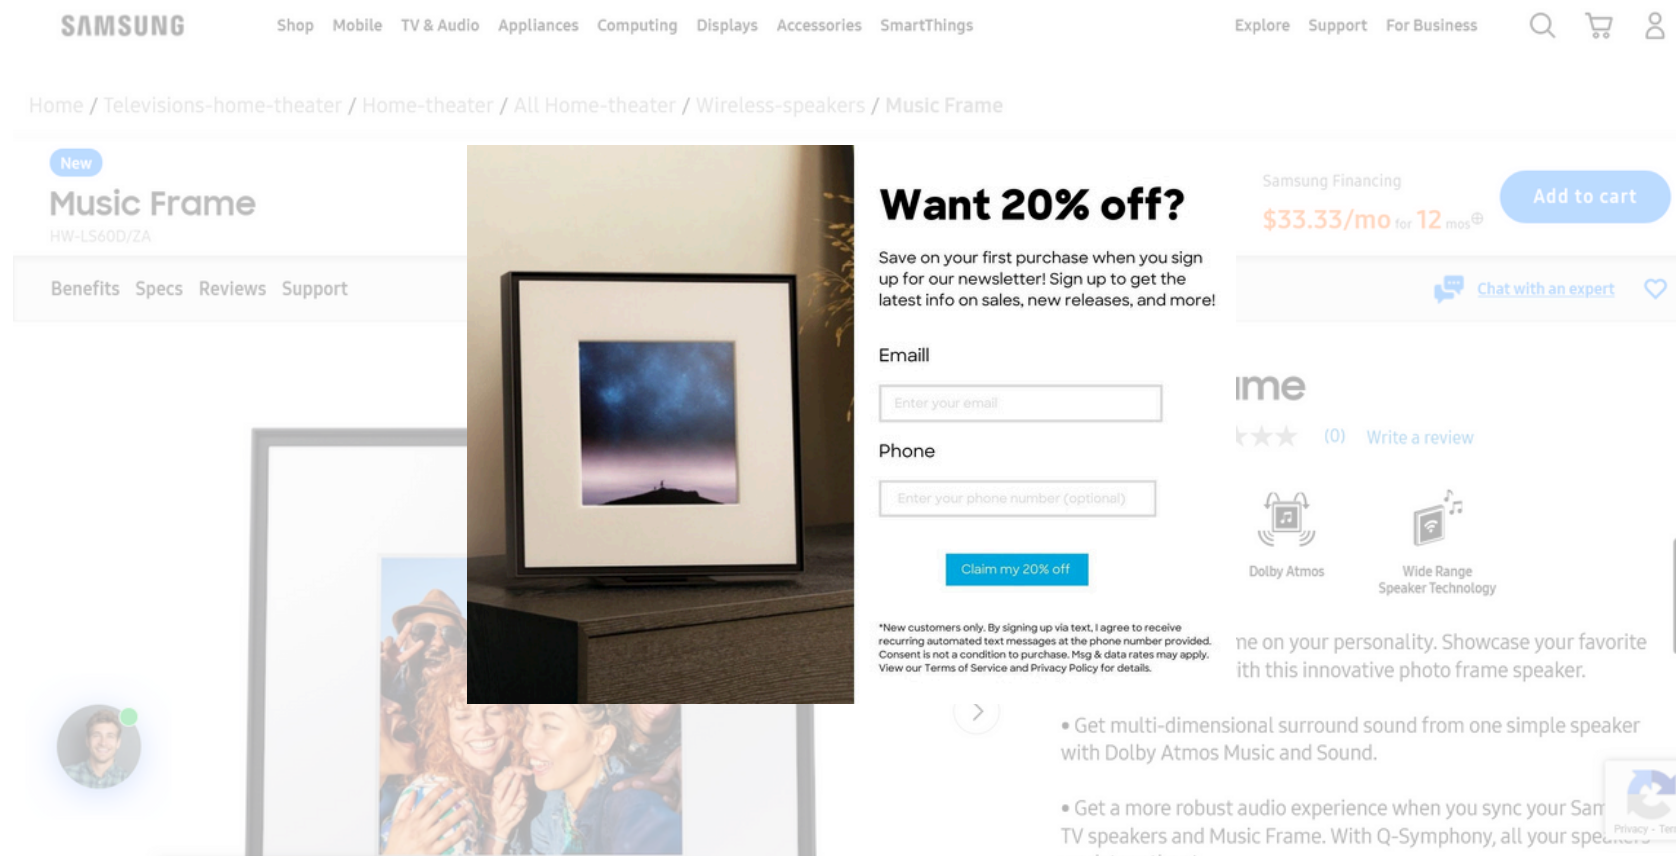 SAMSUNG
Shop Mobile TV & Audio Appliances Computing Displays Accessories SmartThings
Explore Support For Business
Home / Televisions-home-theater / Home-theater / All Home-theater / Wireless-speakers / Music Frame
New
Music Frame
HW-LS60D/ZA
Samsung Financing
$33.33/mo for 12 mos
Add to cart
Benefits Specs Reviews Support
Chat with an expert
Want 20% off?
Save on your first purchase when you sign
up for our newsletter! Sign up to get the
latest info on sales, new releases, and more!
Emaill
Enter your email
Phone
Enter your phone number (optional)
Claim my 20% off
*New customers only. By signing up via text, I agree to receive
recurring automated text messages at the phone number provided.
Consent is not a condition to purchase. Msg & data rates may apply.
View our Terms of Service and Privacy Policy for details.
ame
(0) Write a review
Dolby Atmos
Wide Range
Speaker Technology
me on your personality. Showcase your favorite
ith this innovative photo frame speaker.
• Get multi-dimensional surround sound from one simple speaker
with Dolby Atmos Music and Sound.
• Get a more robust audio experience when you sync your Sam
TV speakers and Music Frame. With Q-Symphony, all your speakers
Privacy - Ter